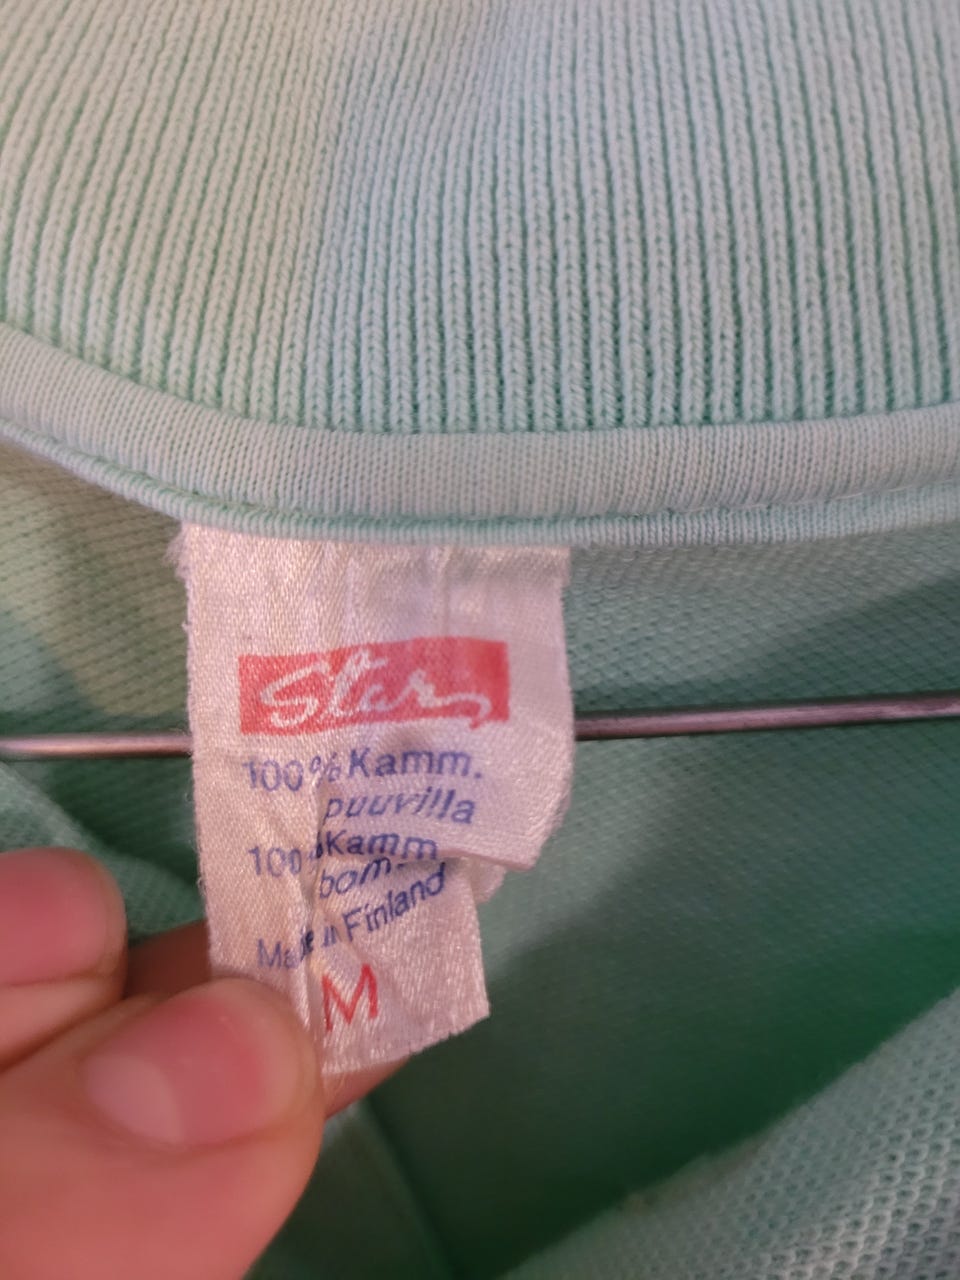 Star
100% Kamm.
puuvilla
100% Kamm
bom-
Made in Finland
M